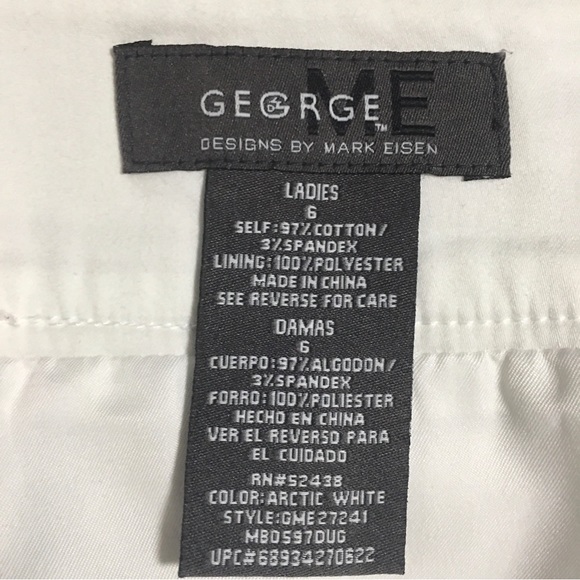 GEORGE ME™
DESIGNS BY MARK EISEN
LADIES
6
SELF:97%COTTON/
3%SPANDEX
LINING:100%POLYESTER
MADE IN CHINA
SEE REVERSE FOR CARE
DAMAS
6
CUERPO:97%ALGODON/
3%SPANDEX
FORRO:100%POLIESTER
HECHO EN CHINA
VER EL REVERSO PARA
EL CUIDADO
RN#52438
COLOR:ARCTIC WHITE
STYLE:GME27241
MB0597DUG
UPC#68934270622